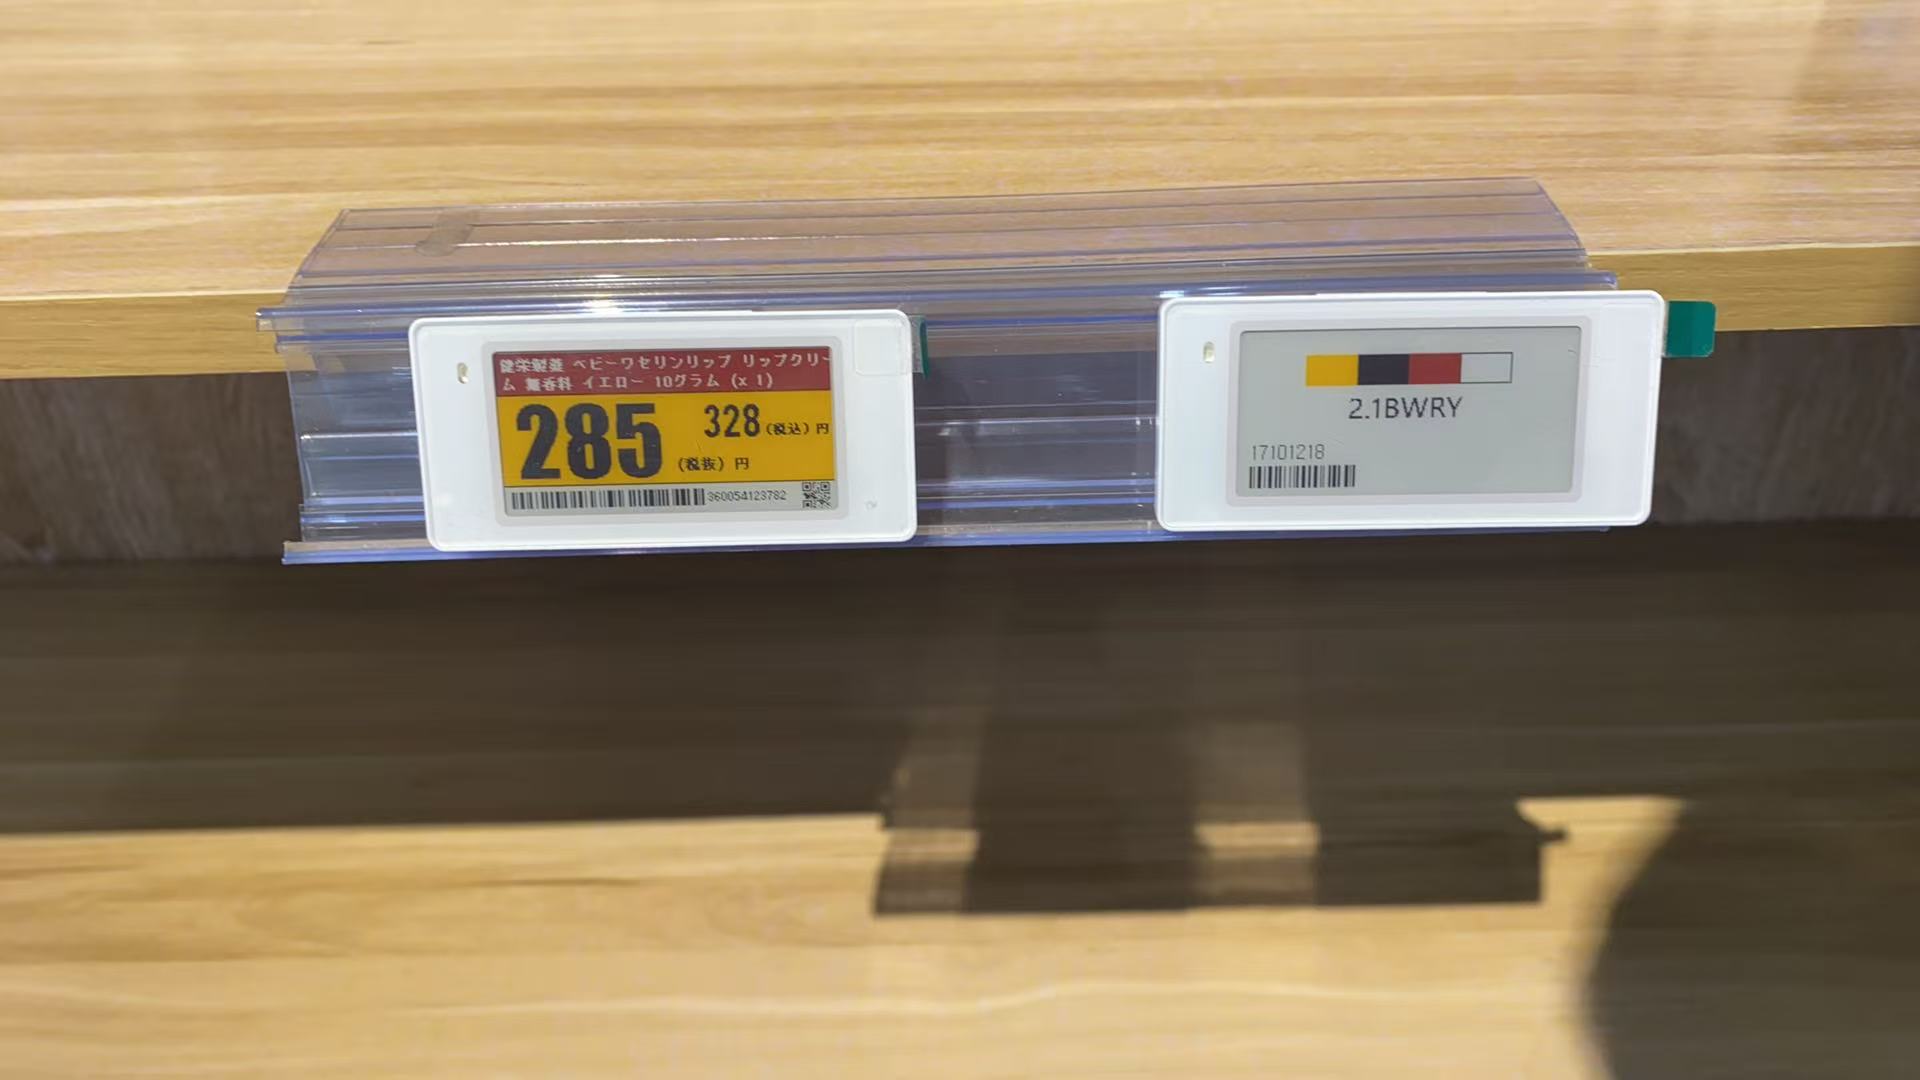 健栄製薬 ベビーワセリンリップ リップクリー
ム 無香料 イエロー 10グラム (x 1)
285 (税抜) 円
328 (税込) 円
360054123782
2.1BWRY
17101218